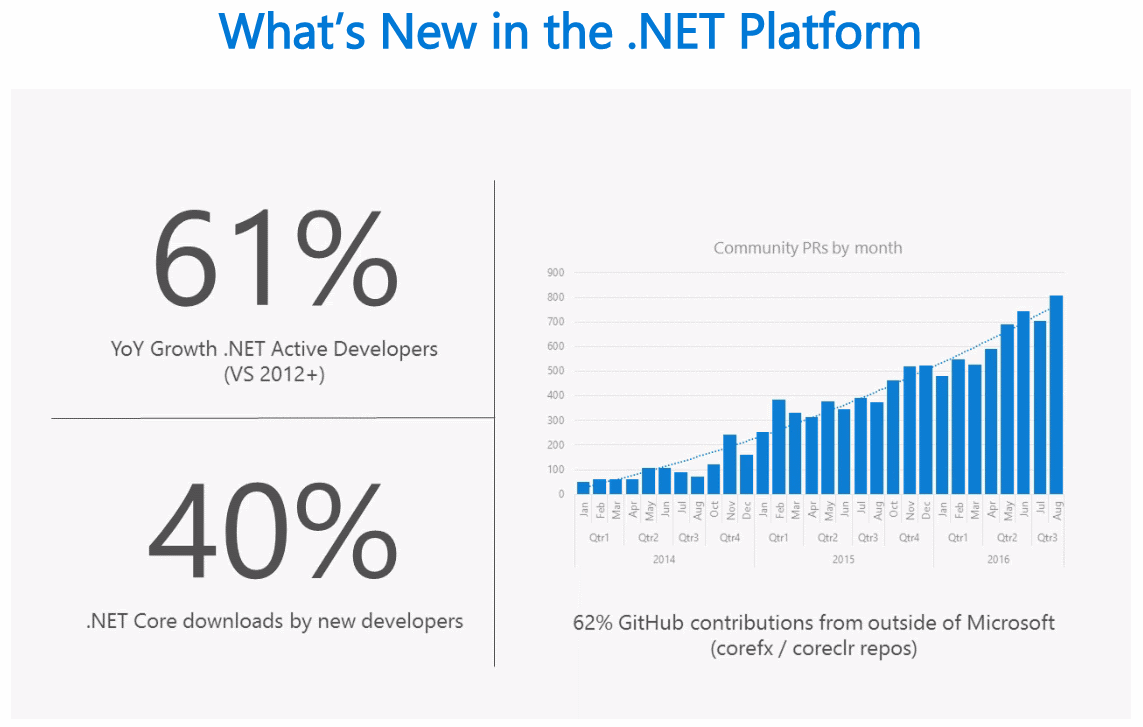 What's New in the .NET Platform
61%
YoY Growth .NET Active Developers
(VS 2012+)
40%
.NET Core downloads by new developers
Community PRs by month
900
800
700
600
500
400
300
200
100
0
Jan Feb Mar Apr May Jun Jul Aug Oct Nov Dec Jan Feb Mar Apr May Jun Jul Aug Oct Nov Dec Jan Feb Mar Apr May Jun Jul Aug
Qtr1 Qtr2 Qtr3 Qtr4 Qtr1 Qtr2 Qtr3 Qtr4 Qtr1 Qtr2 Qtr3
2014 2015 2016
62% GitHub contributions from outside of Microsoft
(corefx / coreclr repos)